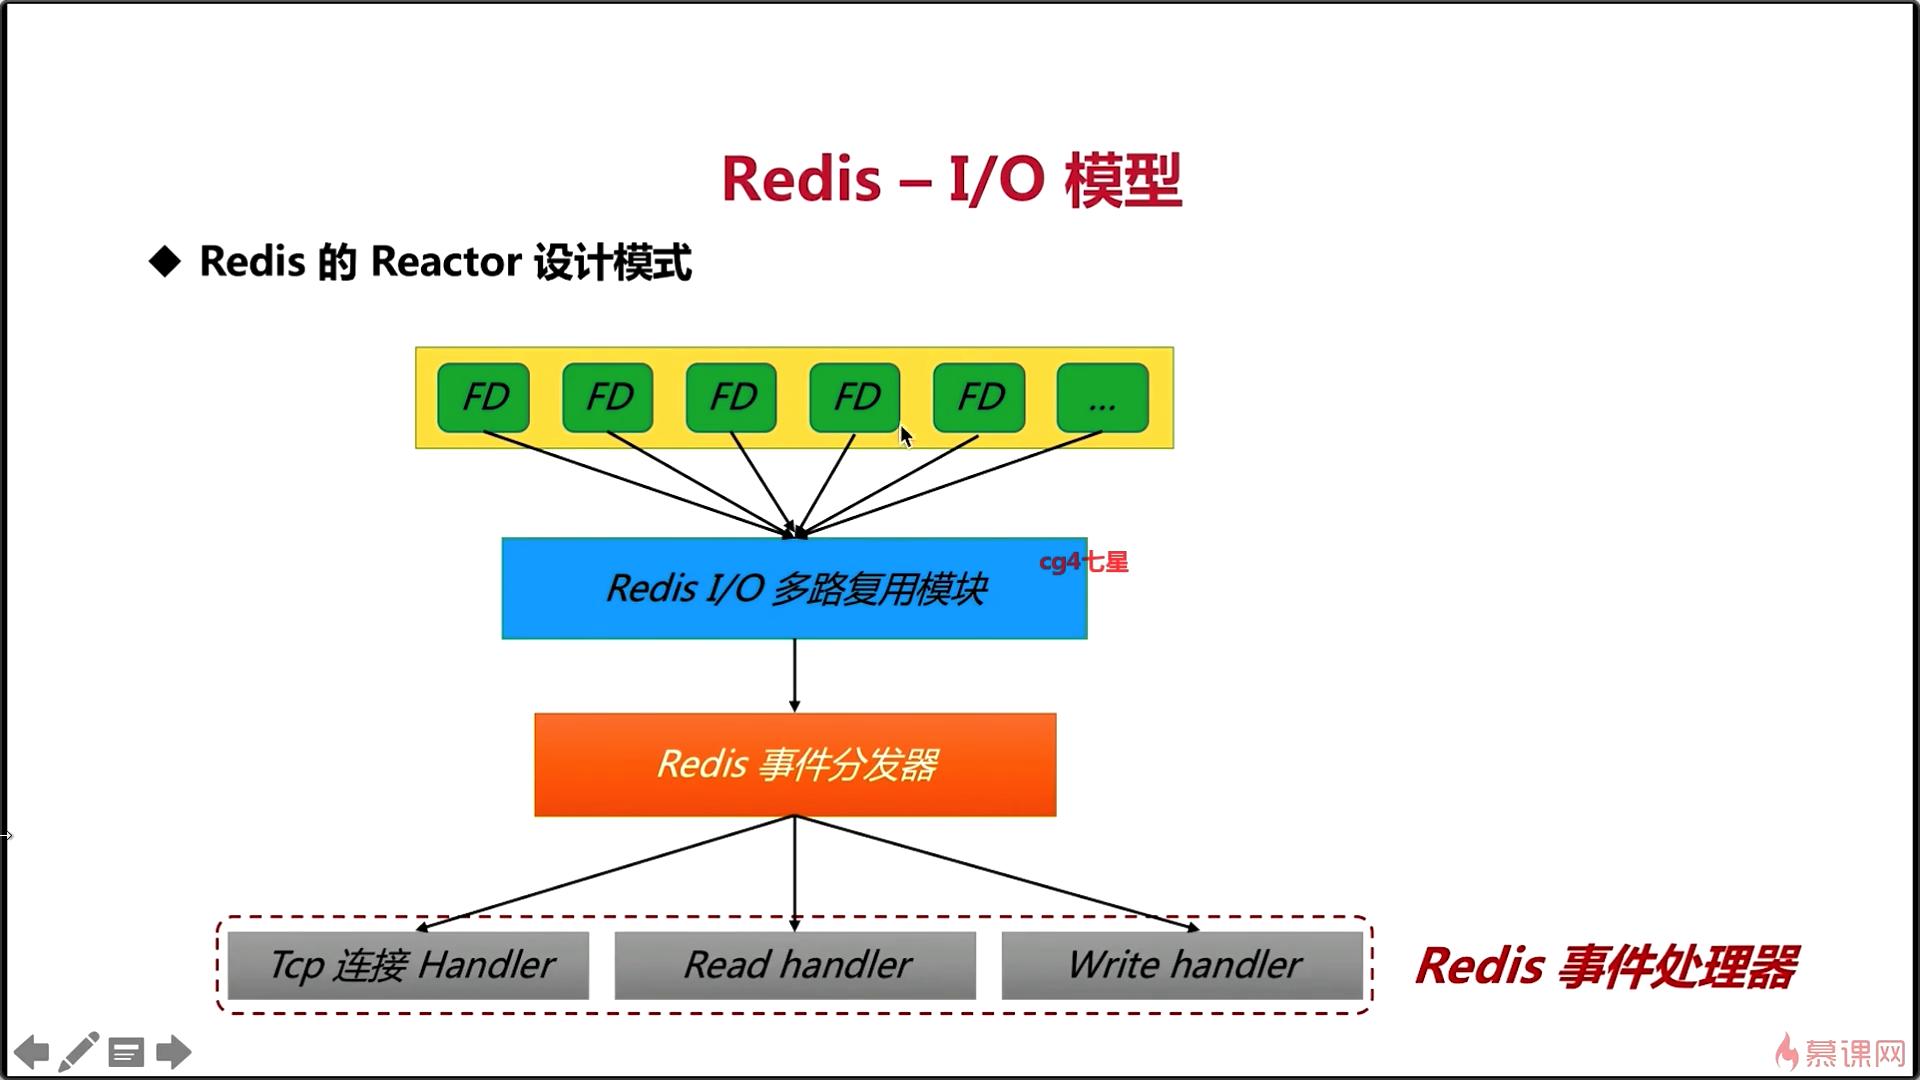 Redis – I/O 模型
◆ Redis 的 Reactor 设计模式
FD FD FD FD FD ...
cg4七星
Redis I/O 多路复用模块
Redis 事件分发器
Tcp 连接 Handler Read handler Write handler
Redis 事件处理器
慕课网